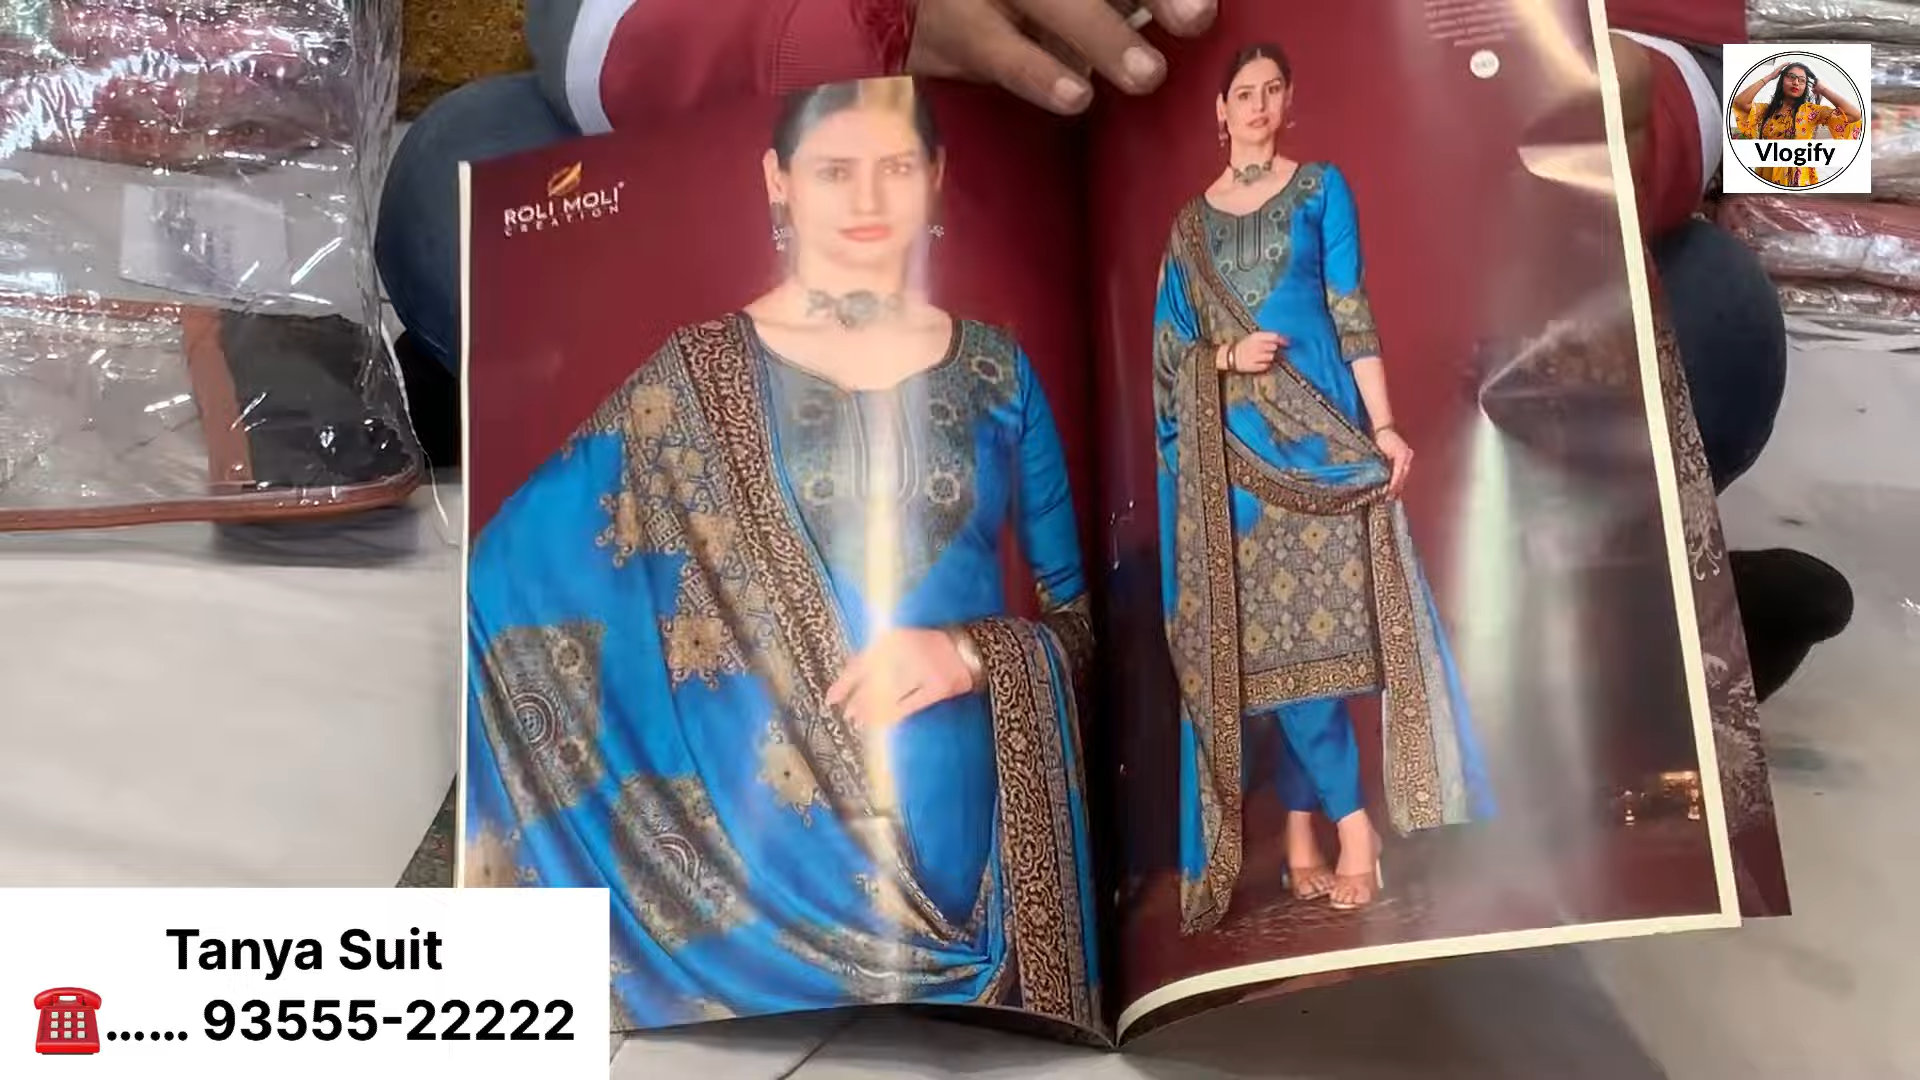 ROLI MOLI
CREATION
Vlogify
Tanya Suit
☎️...... 93555-22222